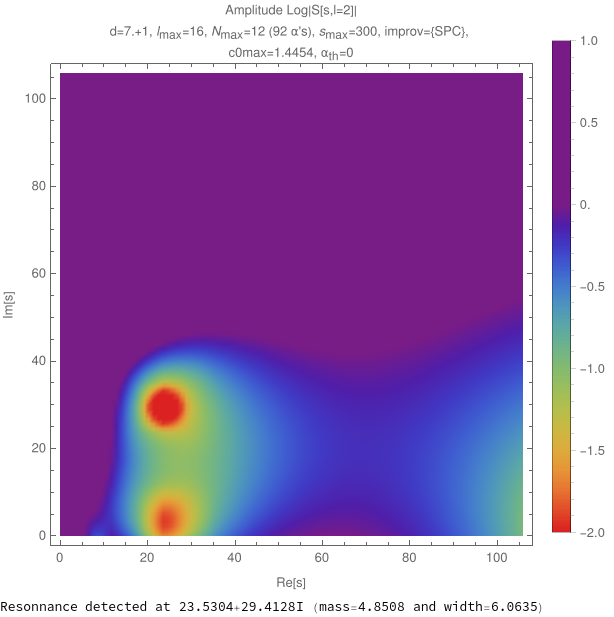 Amplitude Log|S[s,l=2]|
d=7.+1, lmax=16, Nmax=12 (92 α's), smax=300, improv={SPC},
c0max=1.4454, αth=0
1.0
0.5
0.
−0.5
−1.0
−1.5
−2.0
Im[s]
100
80
60
40
20
0
0 20 40 60 80 100
Re[s]
Resonnance detected at 23.5304+29.4128I (mass=4.8508 and width=6.0635)